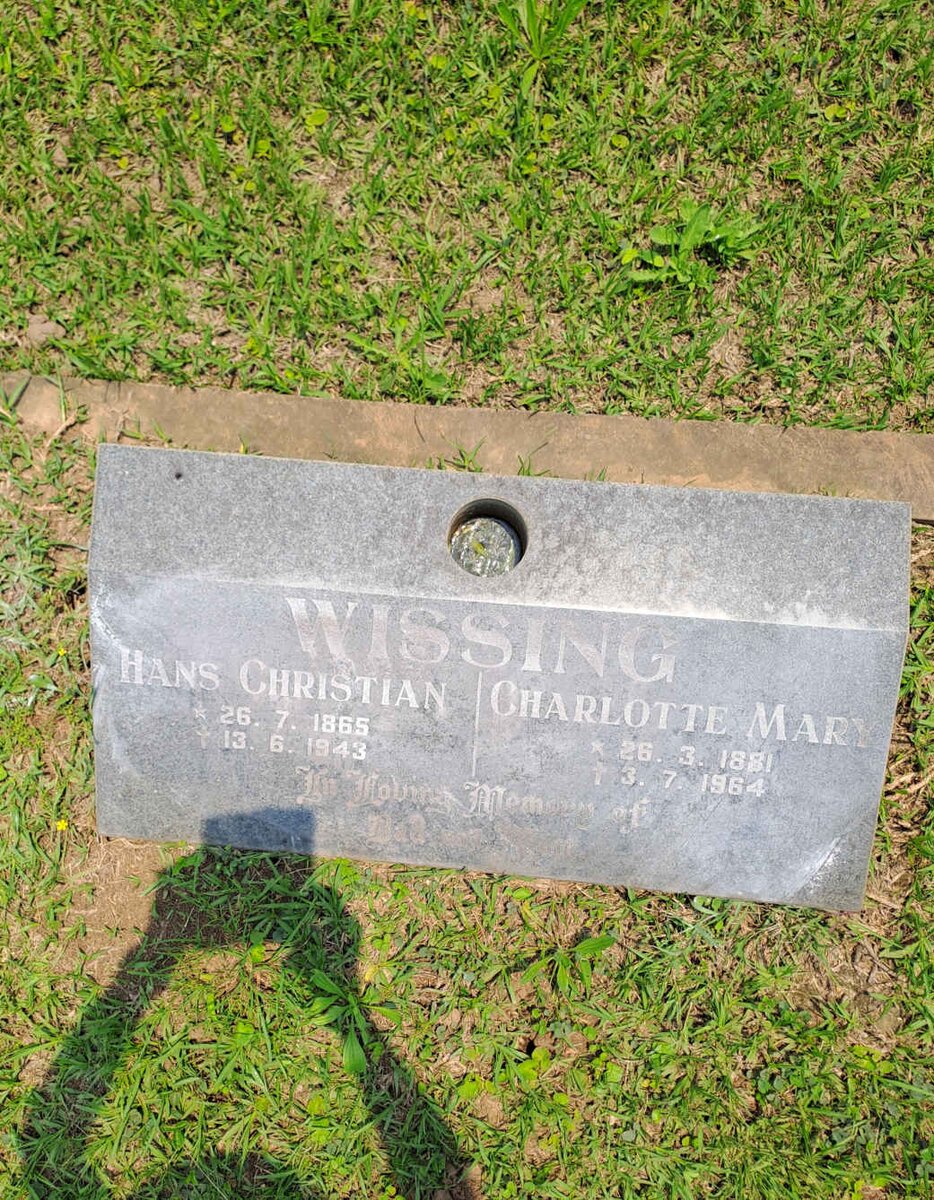 WISSING
HANS CHRISTIAN | CHARLOTTE MARY
* 26. 7. 1865 * 26. 3. 1881
† 13. 6. 1943 † 3. 7. 1964
In Loving Memory of